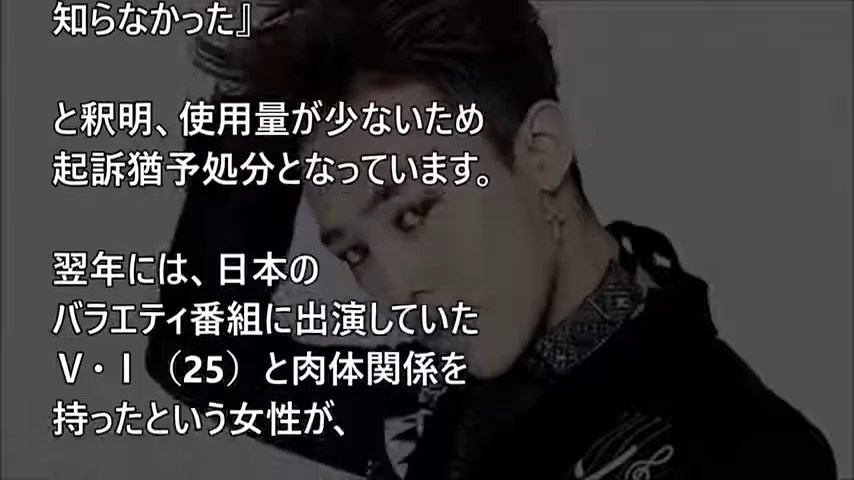 知らなかった』
と釈明、使用量が少ないため
起訴猶予処分となっています。
翌年には、日本の
バラエティ番組に出演していた
V・I（25）と肉体関係を
持ったという女性が、